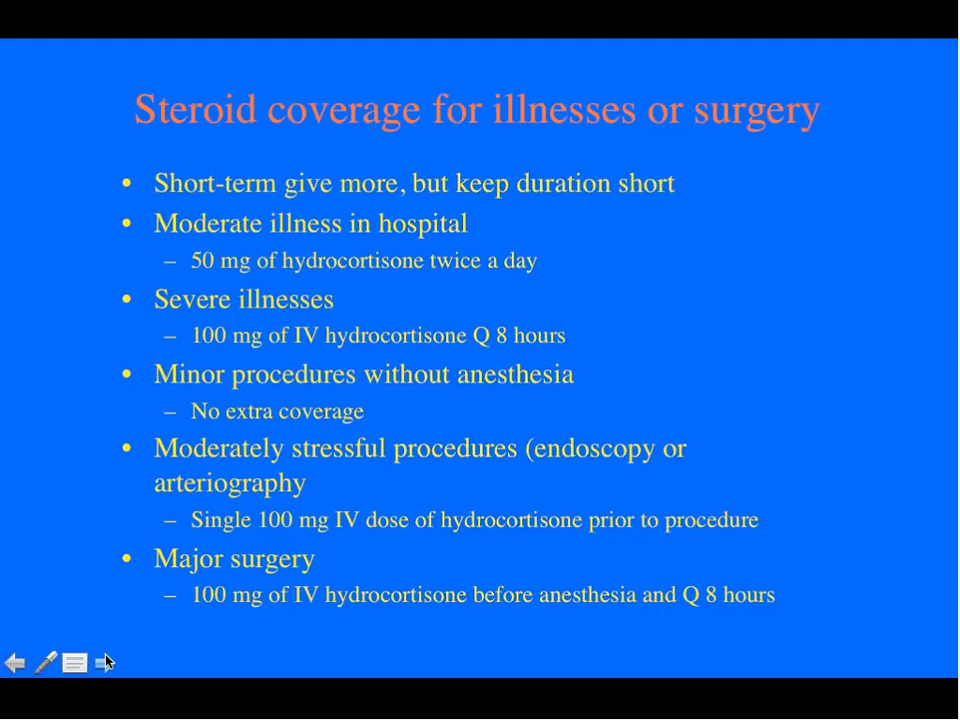 Steroid coverage for illnesses or surgery
• Short-term give more, but keep duration short
• Moderate illness in hospital
– 50 mg of hydrocortisone twice a day
• Severe illnesses
– 100 mg of IV hydrocortisone Q 8 hours
• Minor procedures without anesthesia
– No extra coverage
• Moderately stressful procedures (endoscopy or
arteriography
– Single 100 mg IV dose of hydrocortisone prior to procedure
• Major surgery
– 100 mg of IV hydrocortisone before anesthesia and Q 8 hours